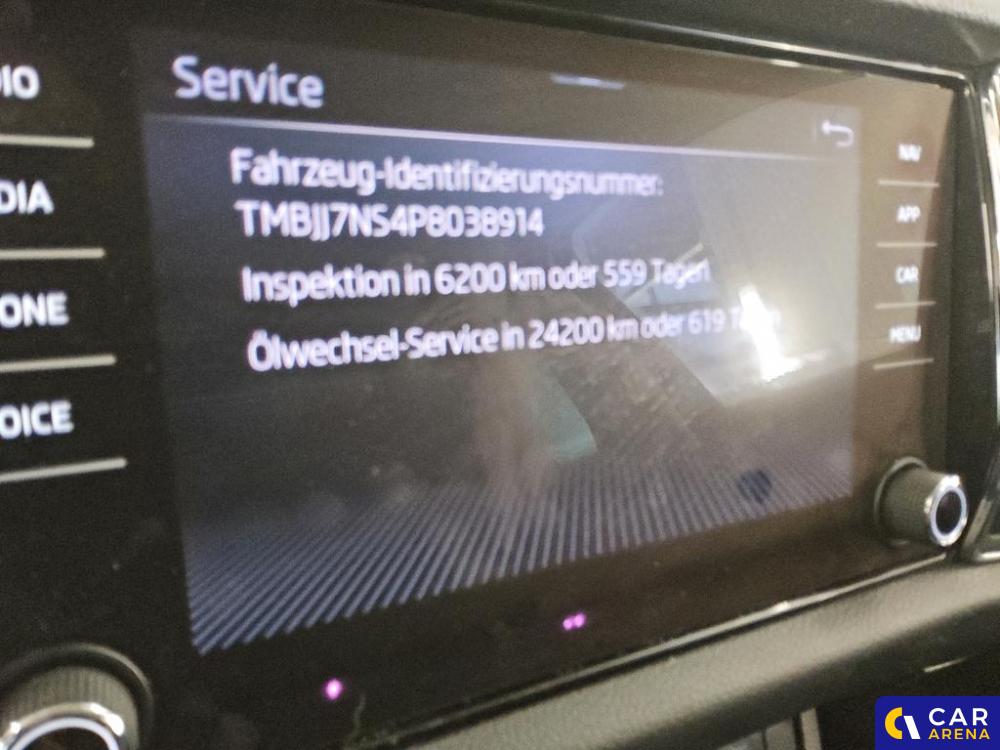 Service
Fahrzeug-Identifizierungsnummer:
TMBJJ7NS4P8038914
Inspektion in 6200 km oder 559 Tagen
Ölwechsel-Service in 24200 km oder 619
DIO
DIA
ONE
OICE
NAV
APP
CAR
MENU
CAR
ARENA